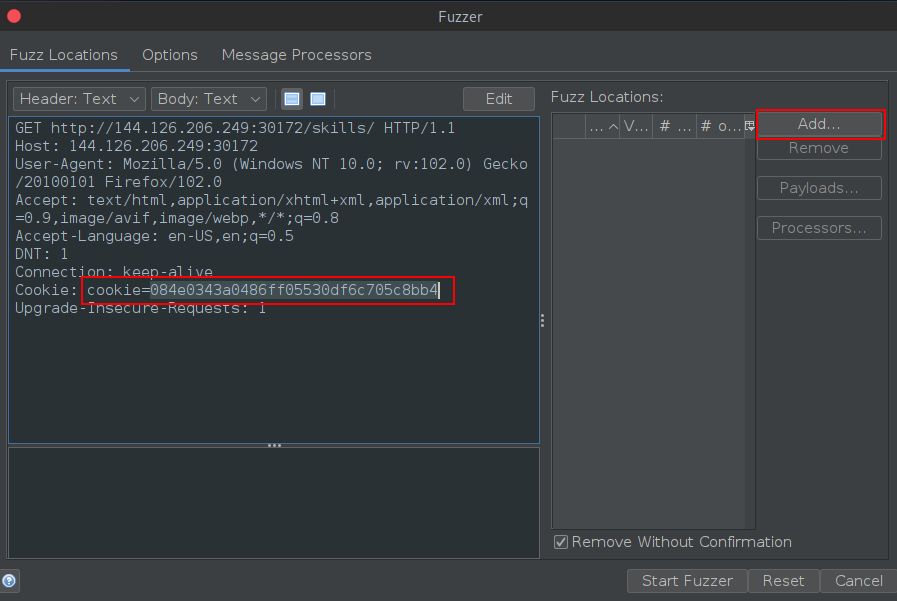 Fuzzer
Fuzz Locations Options Message Processors
Header: Text Body: Text Edit
GET http://144.126.206.249:30172/skills/ HTTP/1.1
Host: 144.126.206.249:30172
User-Agent: Mozilla/5.0 (Windows NT 10.0; rv:102.0) Gecko
/20100101 Firefox/102.0
Accept: text/html,application/xhtml+xml,application/xml;q
=0.9,image/avif,image/webp,*/*;q=0.8
Accept-Language: en-US,en;q=0.5
DNT: 1
Connection: keep-alive
Cookie: cookie=084e0343a0486ff05530df6c705c8bb4
Upgrade-Insecure-Requests: 1
Fuzz Locations:
... V... # ... # o...
Add...
Remove
Payloads...
Processors...
Remove Without Confirmation
Start Fuzzer Reset Cancel